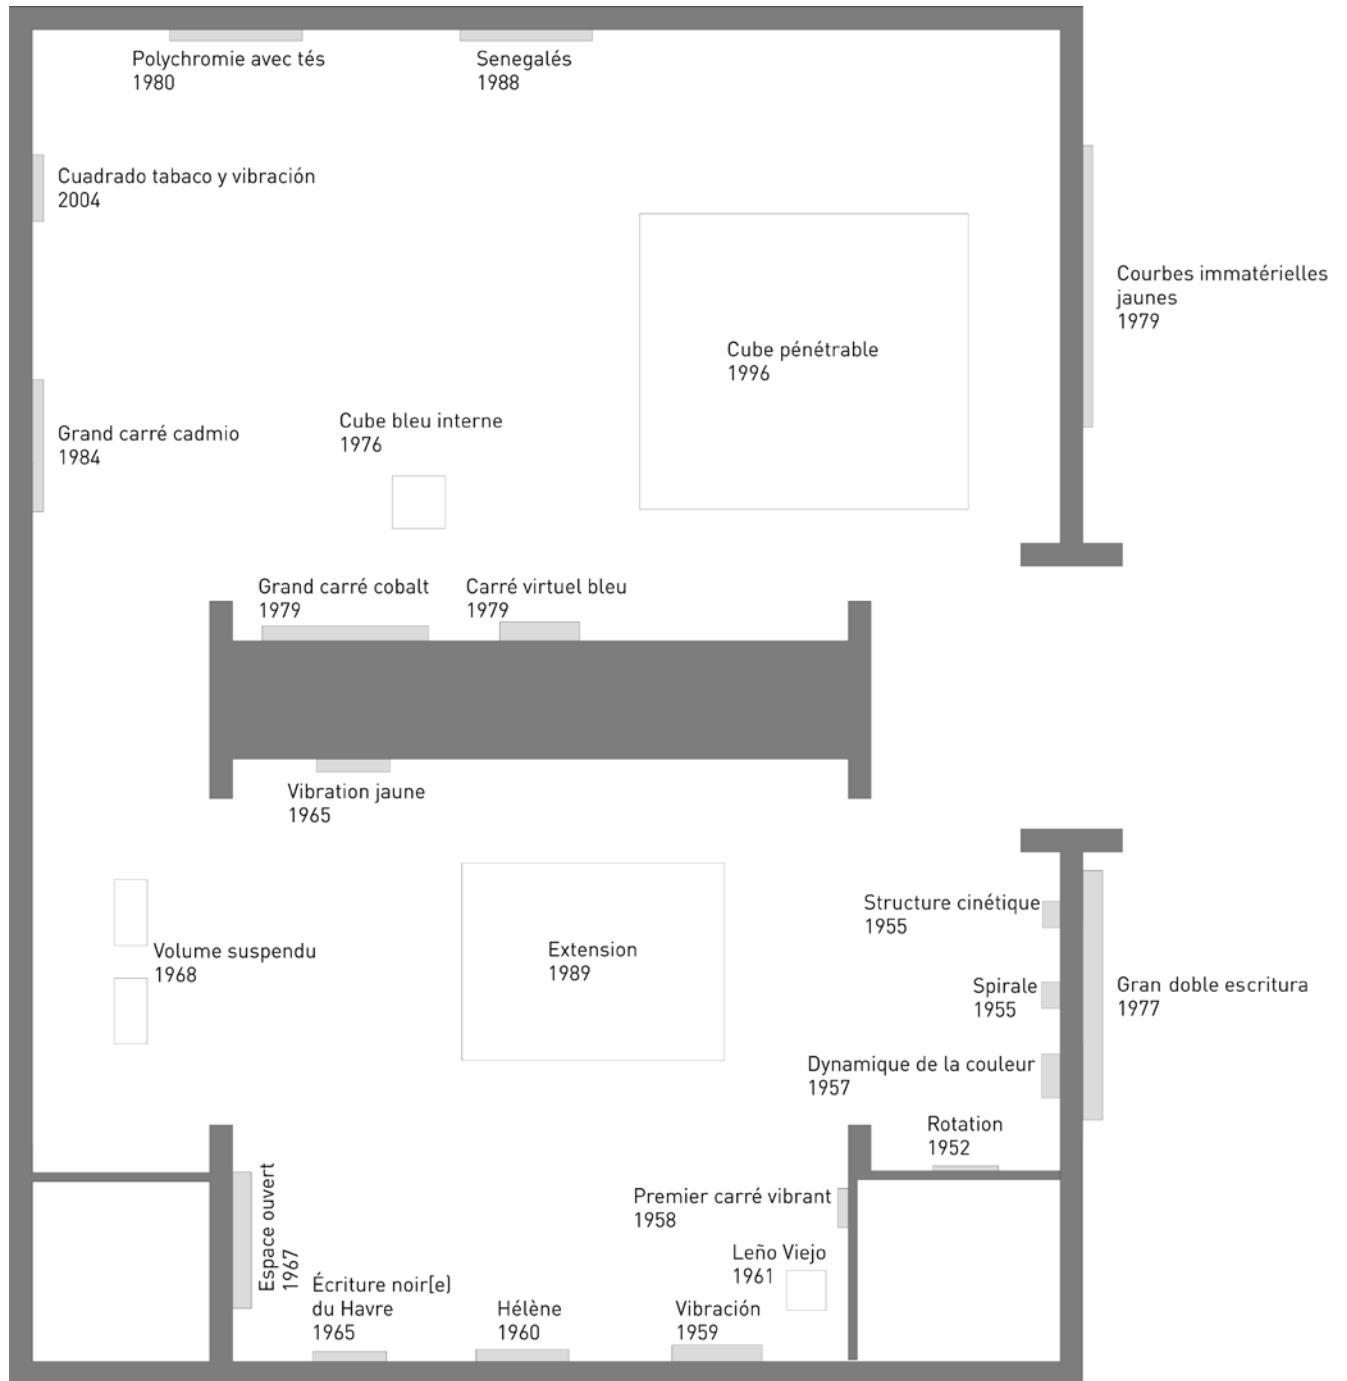 Polychromie avec tés
1980
Senegalés
1988
Cuadrado tabaco y vibración
2004
Courbes immatérielles
jaunes
1979
Cube pénétrable
1996
Cube bleu interne
1976
Grand carré cadmio
1984
Grand carré cobalt
1979
Carré virtuel bleu
1979
Vibration jaune
1965
Structure cinétique
1955
Volume suspendu
1968
Extension
1989
Spirale
1955
Gran doble escritura
1977
Dynamique de la couleur
1957
Rotation
1952
Espace ouvert
1967
Premier carré vibrant
1958
Leño Viejo
1961
Écriture noir(e)
du Havre
1965
Hélène
1960
Vibración
1959